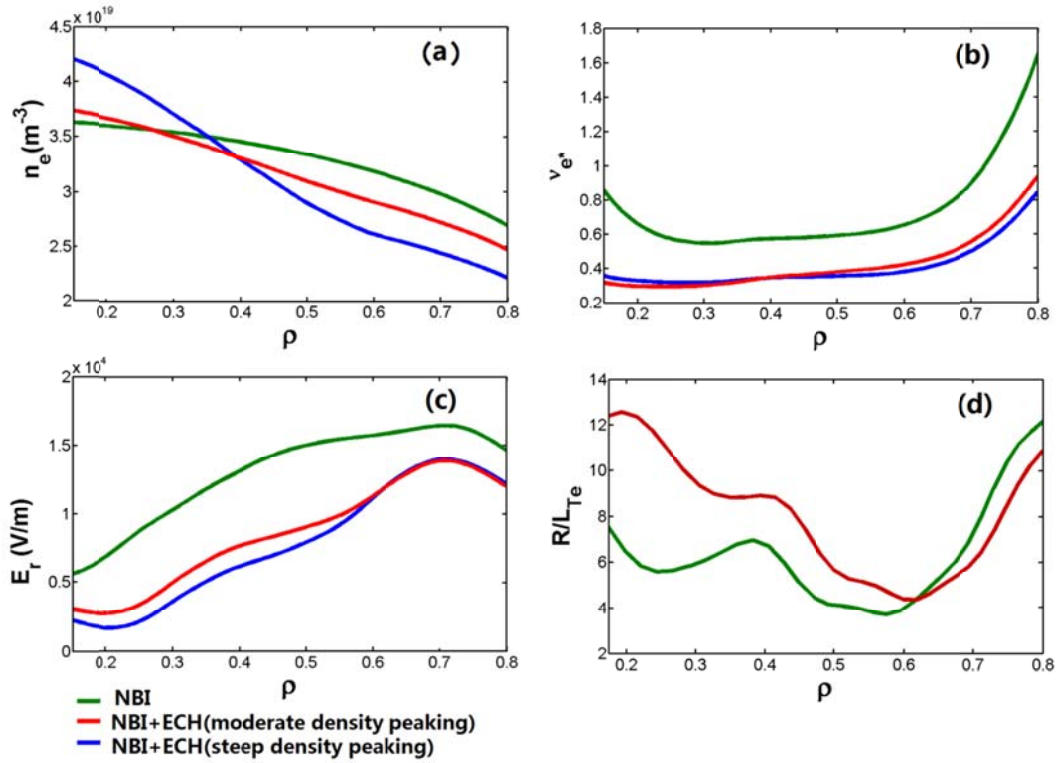 x 10^19
4.5
4
3.5
3
2.5
2
n_e(m^-3)
(a)
0.2 0.3 0.4 0.5 0.6 0.7 0.8
ρ
1.8
1.6
1.4
1.2
1
0.8
0.6
0.4
0.2
ν_e*
(b)
0.2 0.3 0.4 0.5 0.6 0.7 0.8
ρ
x 10^4
2
1.5
1
0.5
0
E_r (V/m)
(c)
0.2 0.3 0.4 0.5 0.6 0.7 0.8
ρ
14
12
10
8
6
4
2
R/L_Te
(d)
0.2 0.3 0.4 0.5 0.6 0.7 0.8
ρ
NBI
NBI+ECH(moderate density peaking)
NBI+ECH(steep density peaking)